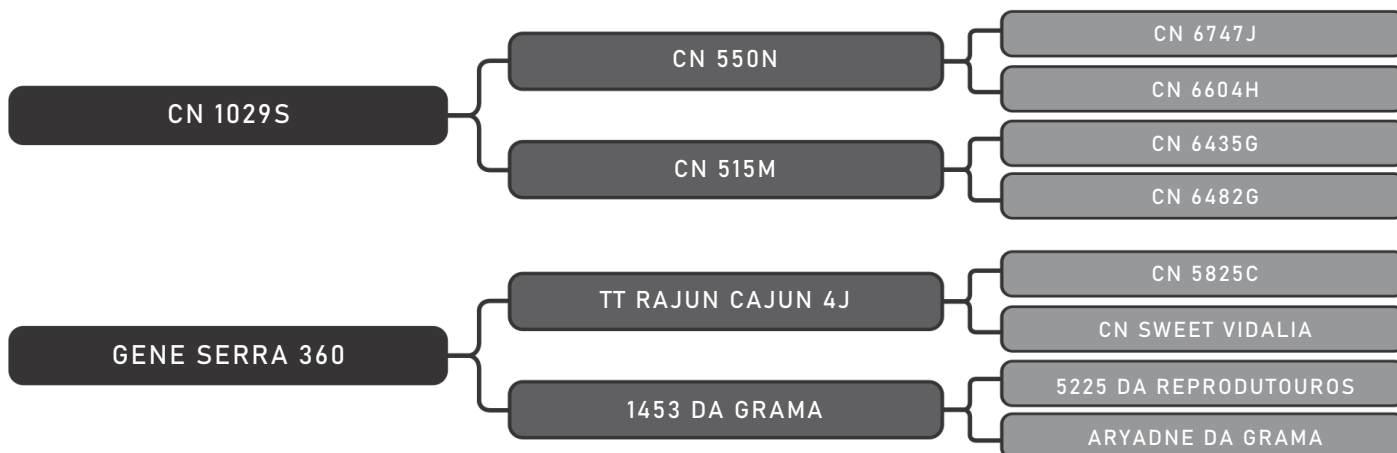 CN 1029S
CN 550N
CN 6747J
CN 6604H
CN 515M
CN 6435G
CN 6482G
GENE SERRA 360
TT RAJUN CAJUN 4J
CN 5825C
CN SWEET VIDALIA
1453 DA GRAMA
5225 DA REPRODUTOUROS
ARYADNE DA GRAMA